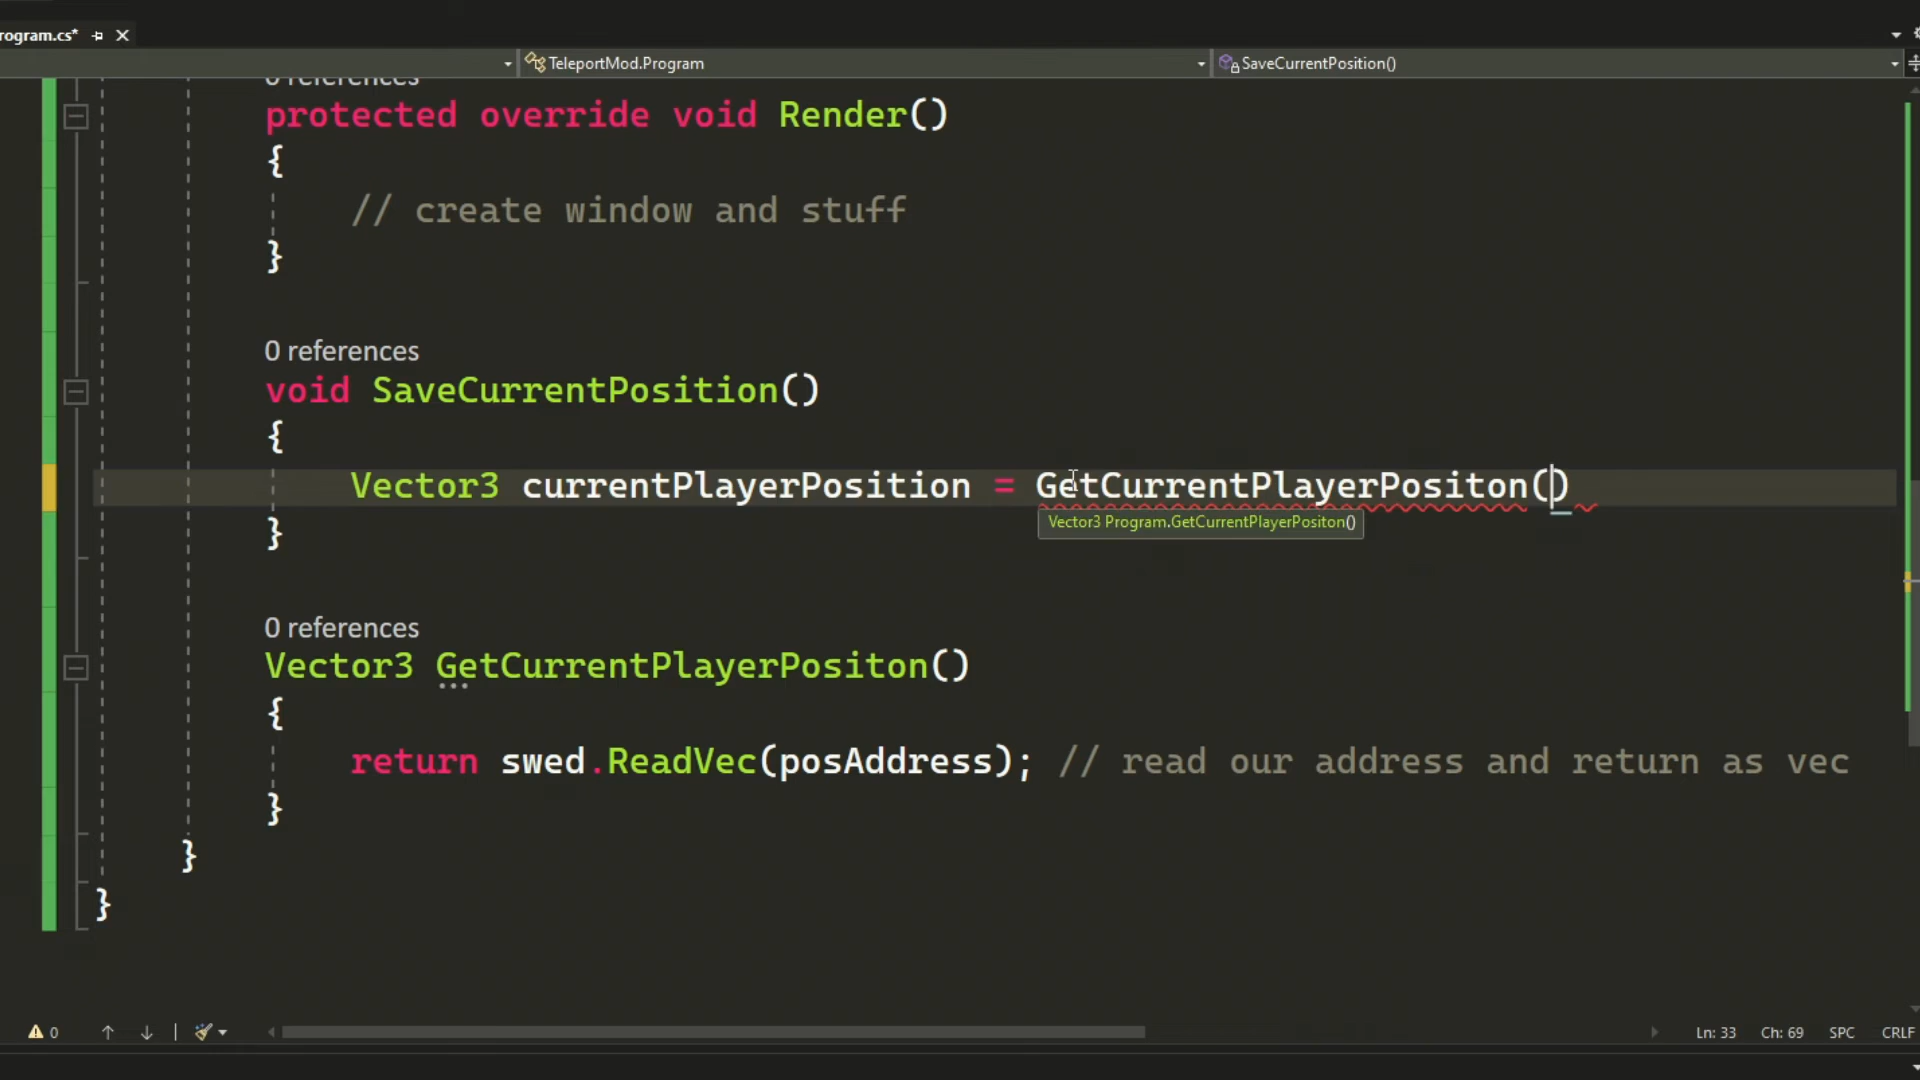 rogram.cs*
TeleportMod.Program
SaveCurrentPosition()
0 references
protected override void Render()
{
// create window and stuff
}
0 references
void SaveCurrentPosition()
{
Vector3 currentPlayerPosition = GetCurrentPlayerPositon()
Vector3 Program.GetCurrentPlayerPositon()
}
0 references
Vector3 GetCurrentPlayerPositon()
{
return swed.ReadVec(posAddress); // read our address and return as vec
}
}
}
0
Ln: 33 Ch: 69 SPC CRLF